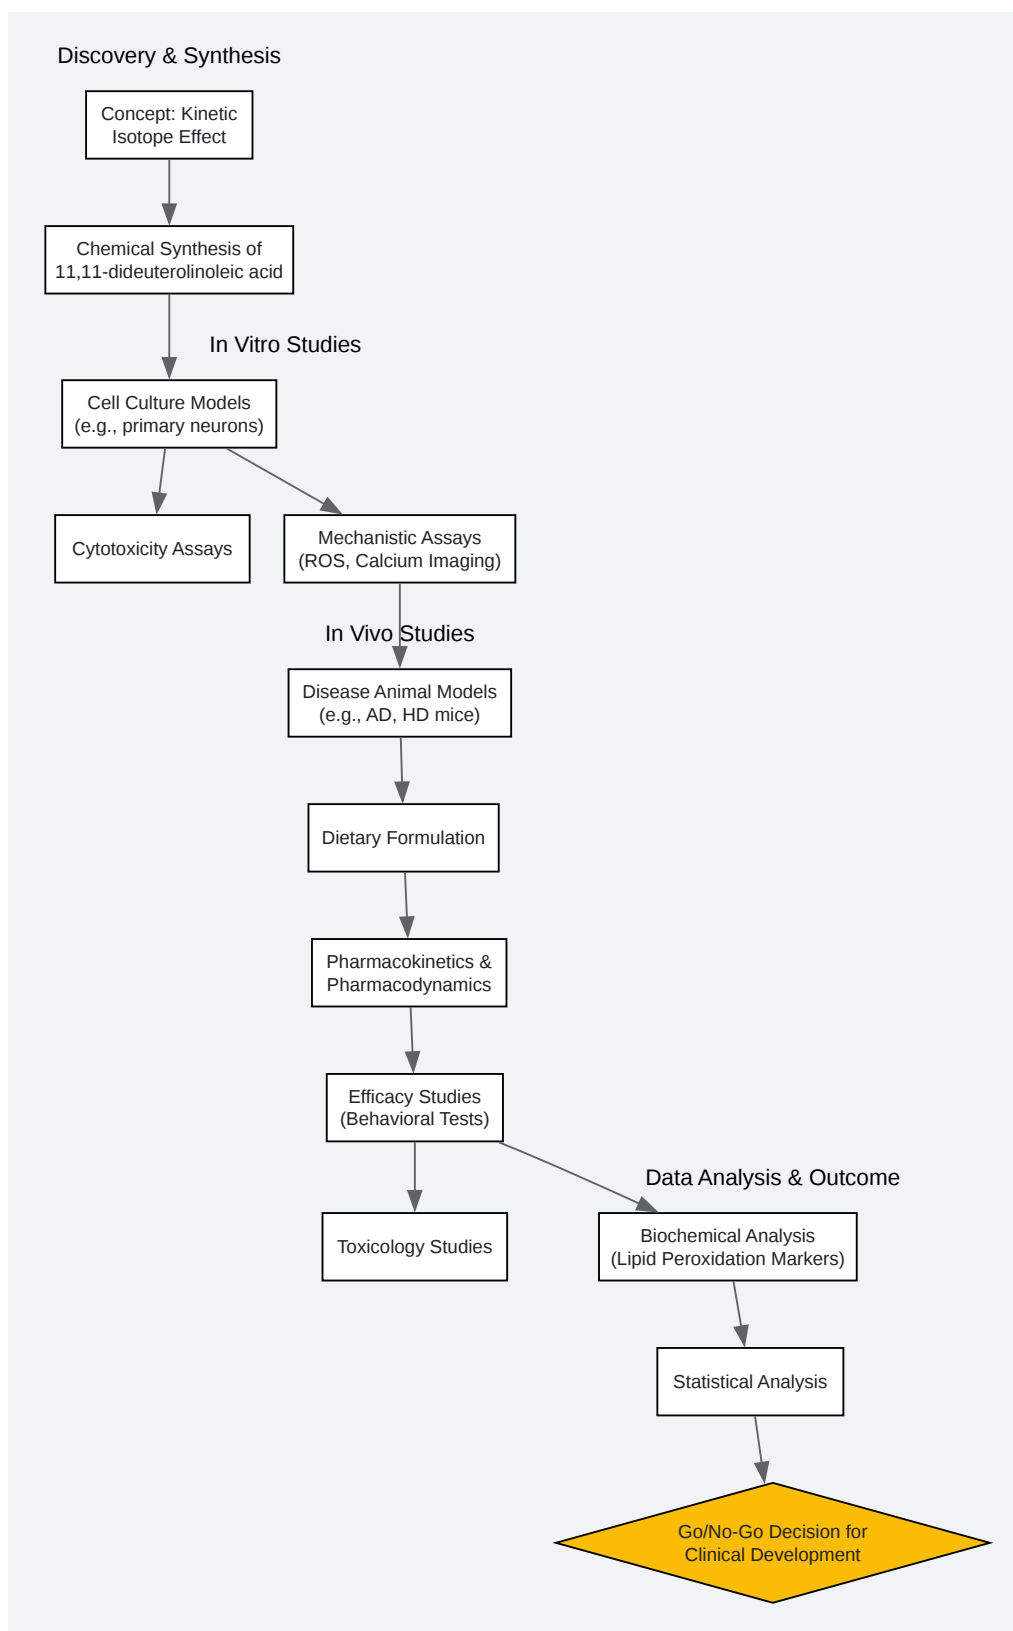 Discovery & Synthesis
Concept: Kinetic
Isotope Effect
Chemical Synthesis of
11,11-dideuterolinoleic acid
In Vitro Studies
Cell Culture Models
(e.g., primary neurons)
Cytotoxicity Assays
Mechanistic Assays
(ROS, Calcium Imaging)
In Vivo Studies
Disease Animal Models
(e.g., AD, HD mice)
Dietary Formulation
Pharmacokinetics &
Pharmacodynamics
Efficacy Studies
(Behavioral Tests)
Data Analysis & Outcome
Toxicology Studies
Biochemical Analysis
(Lipid Peroxidation Markers)
Statistical Analysis
Go/No-Go Decision for
Clinical Development